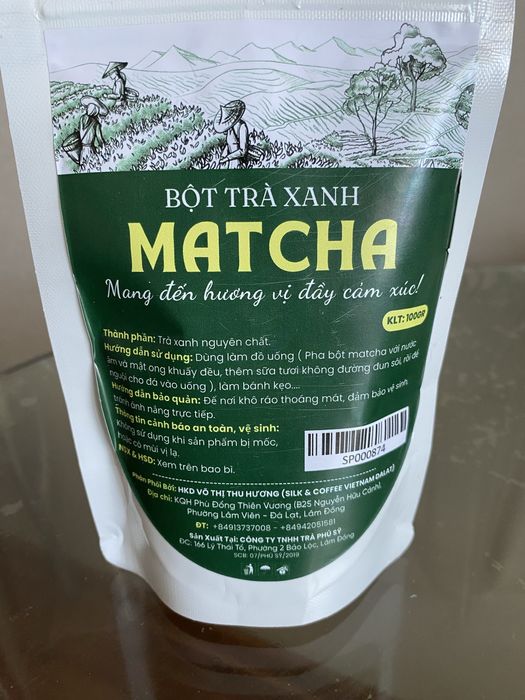 BỘT TRÀ XANH
MATCHA
Mang đến hương vị đầy cảm xúc!
KLT: 100GR
Thành phần: Trà xanh nguyên chất.
Hướng dẫn sử dụng: Dùng làm đồ uống ( Pha bột matcha với nước
ấm và mật ong khuấy đều, thêm sữa tươi không đường đun sôi, rồi để
nguội cho đá vào uống ), làm bánh kẹo....
Hướng dẫn bảo quản: Để nơi khô ráo thoáng mát, đảm bảo vệ sinh,
tránh ánh nắng trực tiếp.
Thông tin cảnh báo an toàn, vệ sinh:
Không sử dụng khi sản phẩm bị mốc,
hoặc có mùi vị lạ.
NSX & HSD: Xem trên bao bì.
SP000874
Phân Phối Bởi: HKD VÕ THỊ THU HƯƠNG (SILK & COFFEE VIETNAM DALAT)
Địa chỉ: KQH Phù Đổng Thiên Vương (B25 Nguyễn Hữu Cảnh),
Phường Lâm Viên - Đà Lạt, Lâm Đồng
ĐT: +84913737008 - +84942051581
Sản Xuất Tại: CÔNG TY TNHH TRÀ PHÚ SỸ
ĐC: 166 Lý Thái Tổ, Phường 2 Bảo Lộc, Lâm Đồng
SCB: 07/PHÚ SỸ/2019